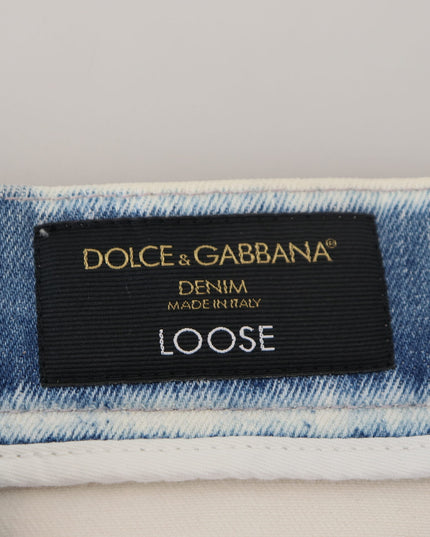 DOLCE & GABBANA®
DENIM
MADE IN ITALY
LOOSE